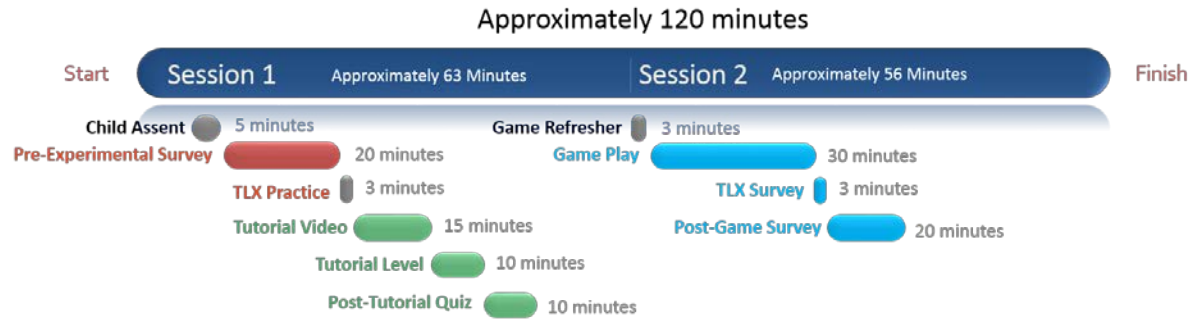 Approximately 120 minutes
Start
Session 1
Approximately 63 Minutes
Session 2
Approximately 56 Minutes
Finish
Child Assent
5 minutes
Game Refresher
3 minutes
Pre-Experimental Survey
20 minutes
Game Play
30 minutes
TLX Practice
3 minutes
TLX Survey
3 minutes
Tutorial Video
15 minutes
Post-Game Survey
20 minutes
Tutorial Level
10 minutes
Post-Tutorial Quiz
10 minutes